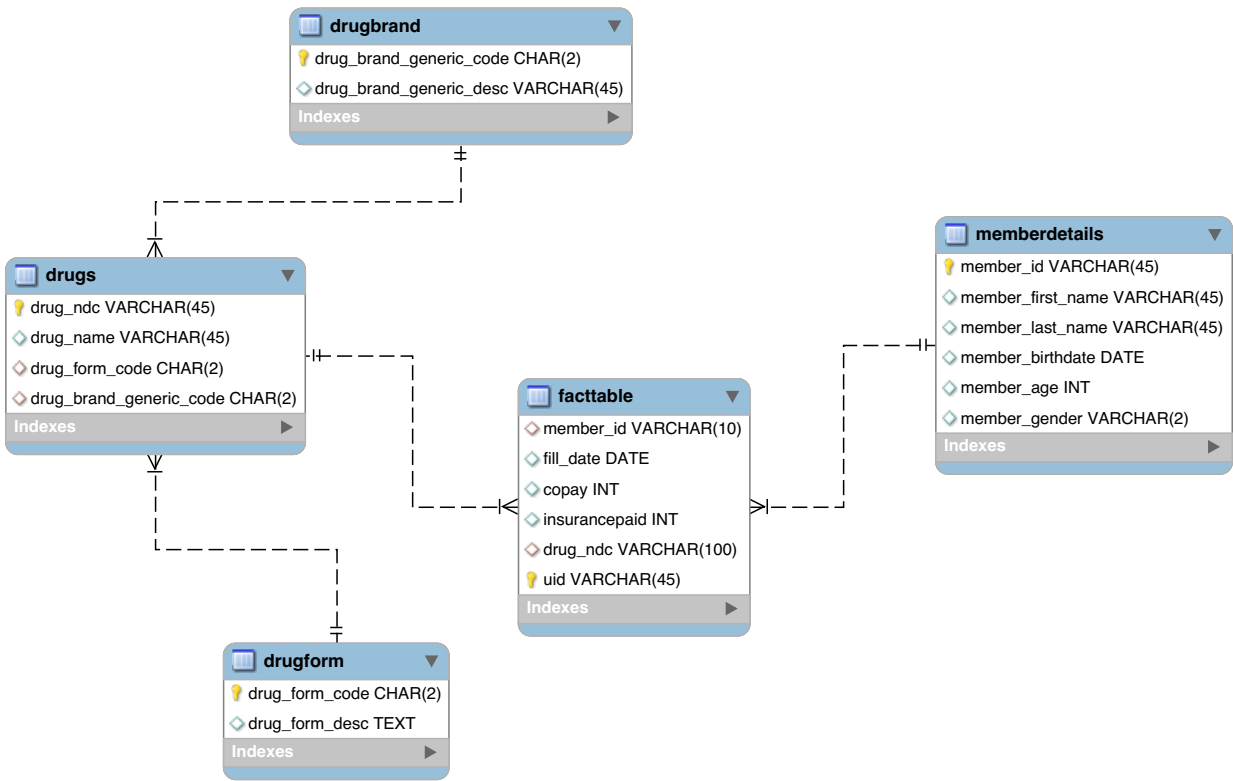 drugbrand
drug_brand_generic_code CHAR(2)
drug_brand_generic_desc VARCHAR(45)
Indexes
drugs
drug_ndc VARCHAR(45)
drug_name VARCHAR(45)
drug_form_code CHAR(2)
drug_brand_generic_code CHAR(2)
Indexes
memberdetails
member_id VARCHAR(45)
member_first_name VARCHAR(45)
member_last_name VARCHAR(45)
member_birthdate DATE
member_age INT
member_gender VARCHAR(2)
Indexes
facttable
member_id VARCHAR(10)
fill_date DATE
copay INT
insurancepaid INT
drug_ndc VARCHAR(100)
uid VARCHAR(45)
Indexes
drugform
drug_form_code CHAR(2)
drug_form_desc TEXT
Indexes